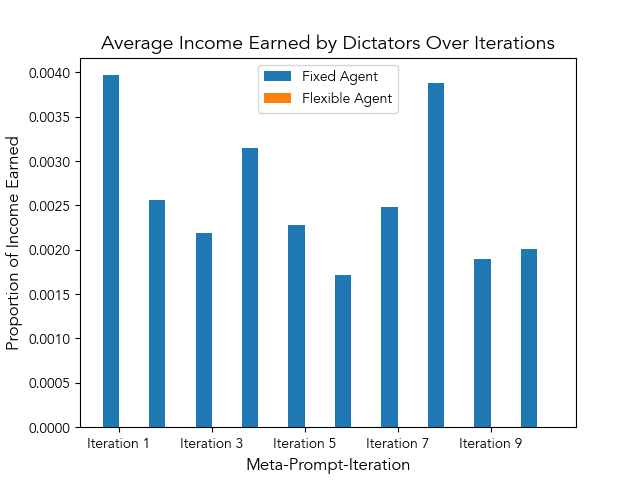 Average Income Earned by Dictators Over Iterations
Fixed Agent
Flexible Agent
Proportion of Income Earned
0.0040
0.0035
0.0030
0.0025
0.0020
0.0015
0.0010
0.0005
0.0000
Iteration 1 Iteration 3 Iteration 5 Iteration 7 Iteration 9
Meta-Prompt-Iteration